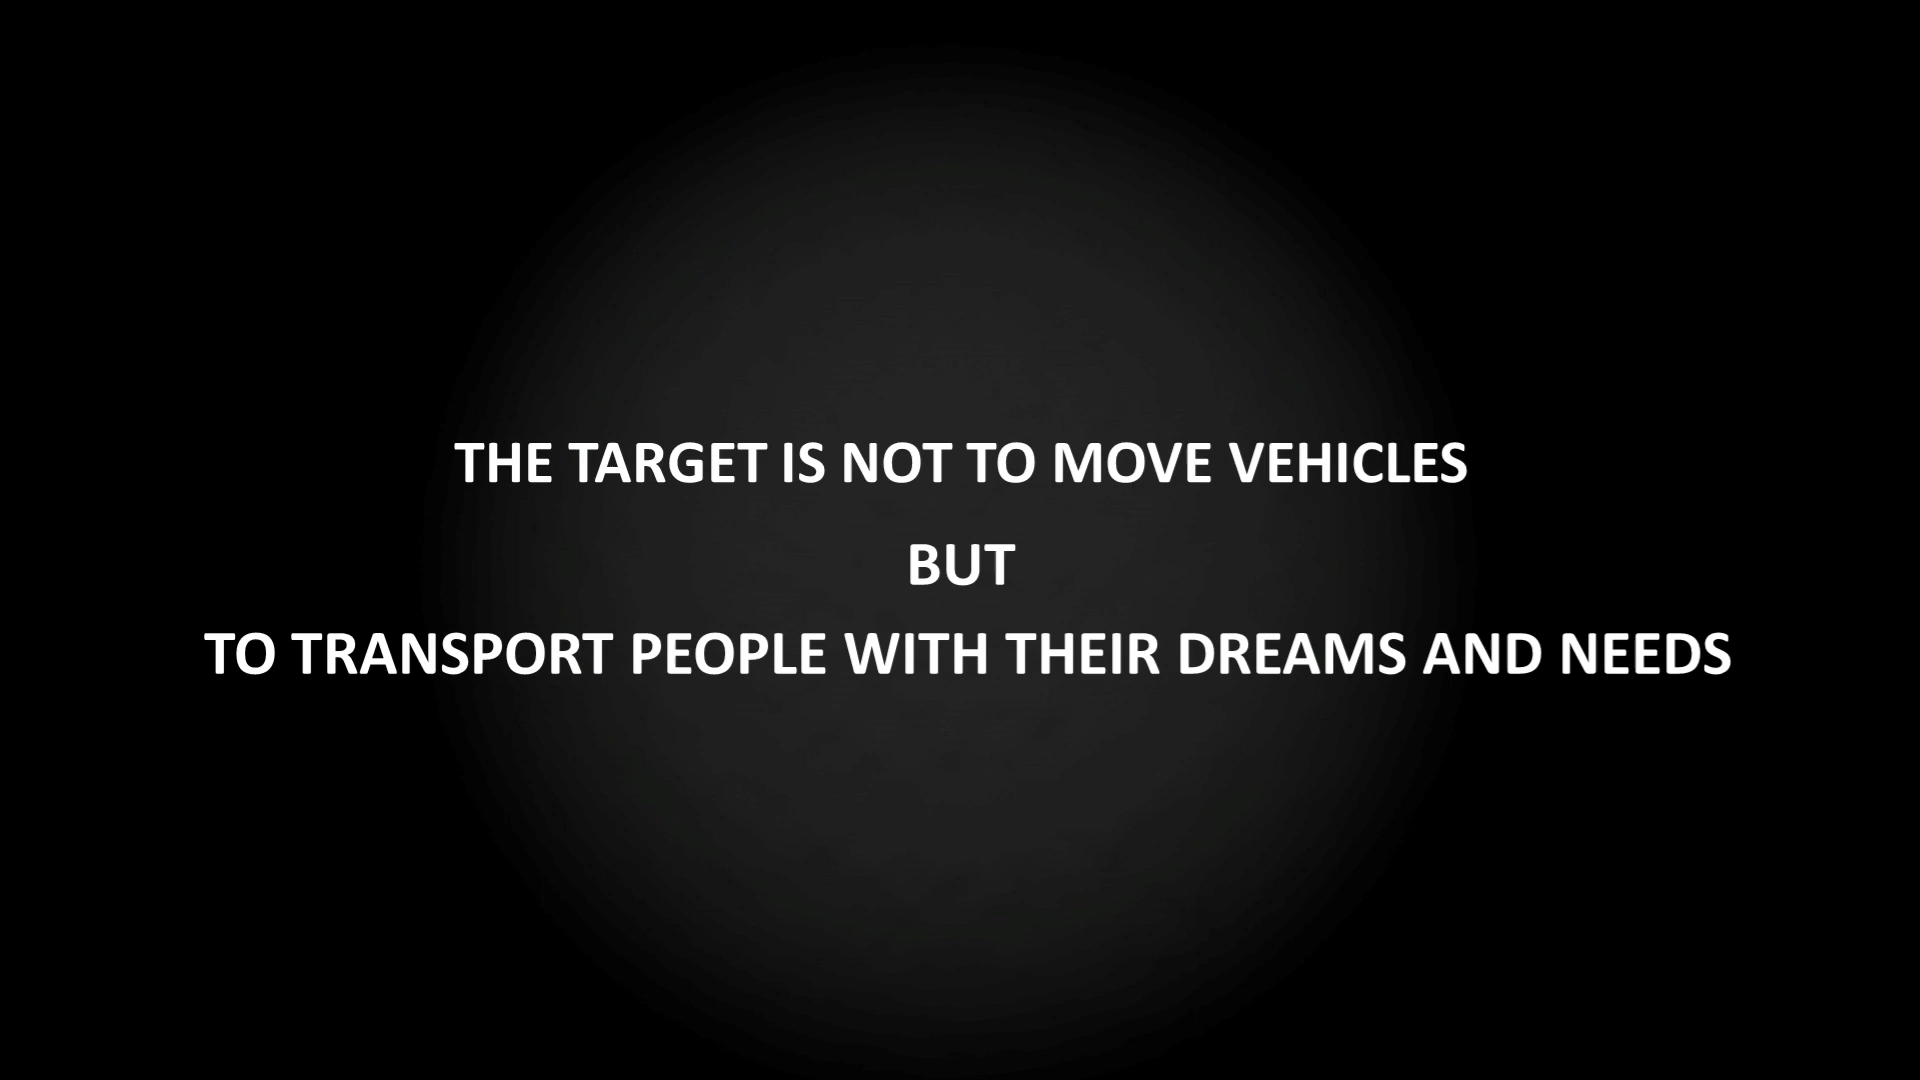 THE TARGET IS NOT TO MOVE VEHICLES
BUT
TO TRANSPORT PEOPLE WITH THEIR DREAMS AND NEEDS